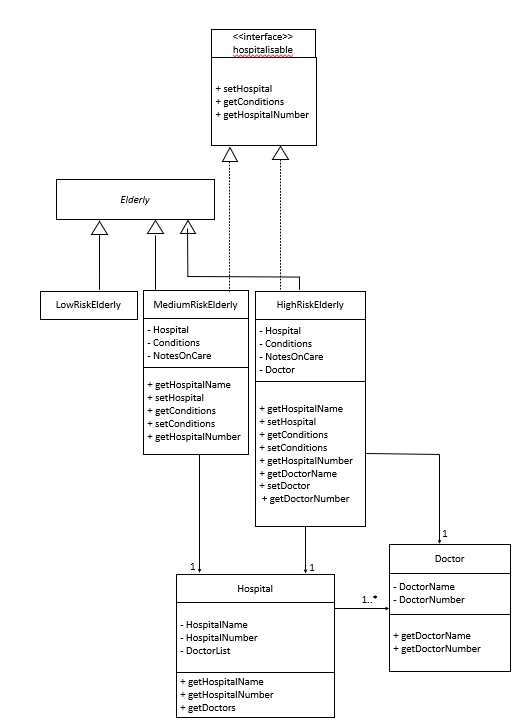 <<interface>>
hospitalisable
+ setHospital
+ getConditions
+ getHospitalNumber
Elderly
LowRiskElderly
MediumRiskElderly
- Hospital
- Conditions
- NotesOnCare
+ getHospitalName
+ setHospital
+ getConditions
+ setConditions
+ getHospitalNumber
HighRiskElderly
- Hospital
- Conditions
- NotesOnCare
- Doctor
+ getHospitalName
+ setHospital
+ getConditions
+ setConditions
+ getHospitalNumber
+ getDoctorName
+ setDoctor
+ getDoctorNumber
1
1
1
Hospital
- HospitalName
- HospitalNumber
- DoctorList
+ getHospitalName
+ getHospitalNumber
+ getDoctors
1..*
Doctor
- DoctorName
- DoctorNumber
+ getDoctorName
+ getDoctorNumber